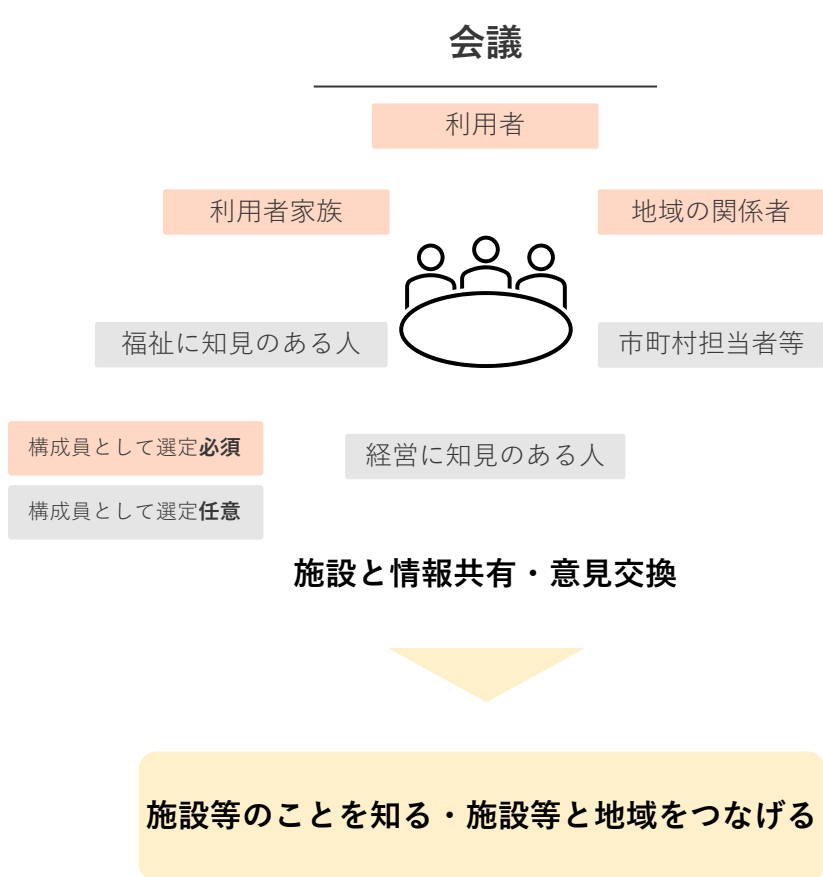 会議
利用者
利用者家族
地域の関係者
福祉に知見のある人
市町村担当者等
構成員として選定必須
経営に知見のある人
構成員として選定任意
施設と情報共有・意見交換
施設等のことを知る・施設等と地域をつなげる